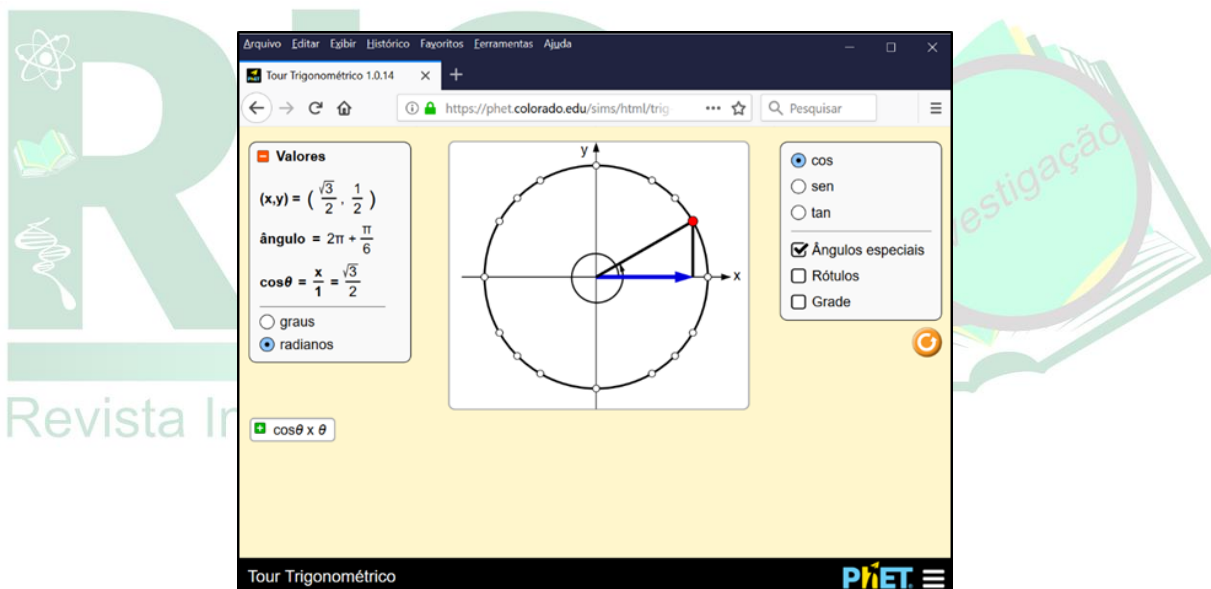 Arquivo Editar Exibir Histórico Favoritos Ferramentas Ajuda
Tour Trigonométrico 1.0.14
https://phet.colorado.edu/sims/html/trig
Pesquisar
Valores
(x,y) = ( √3/2 , 1/2 )
ângulo = 2π + π/6
cosθ = x/1 = √3/2
graus
radianos
y
x
cos
sen
tan
Ângulos especiais
Rótulos
Grade
cosθ x θ
Tour Trigonométrico
PhET
Revista